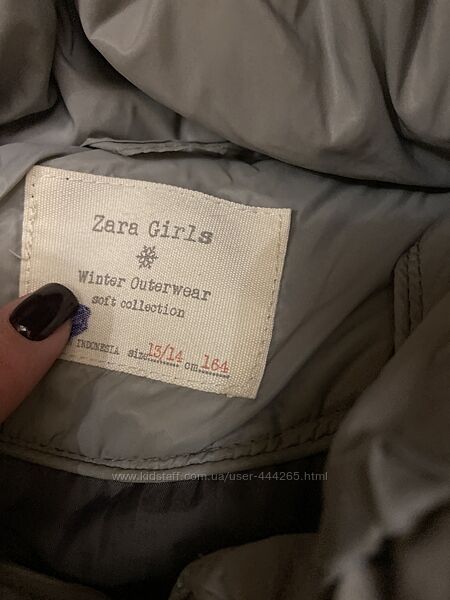 Zara Girls
Winter Outerwear
soft collection
INDONESIA size 13/14 cm 164
www.kidstaff.com.ua/user-444265.html